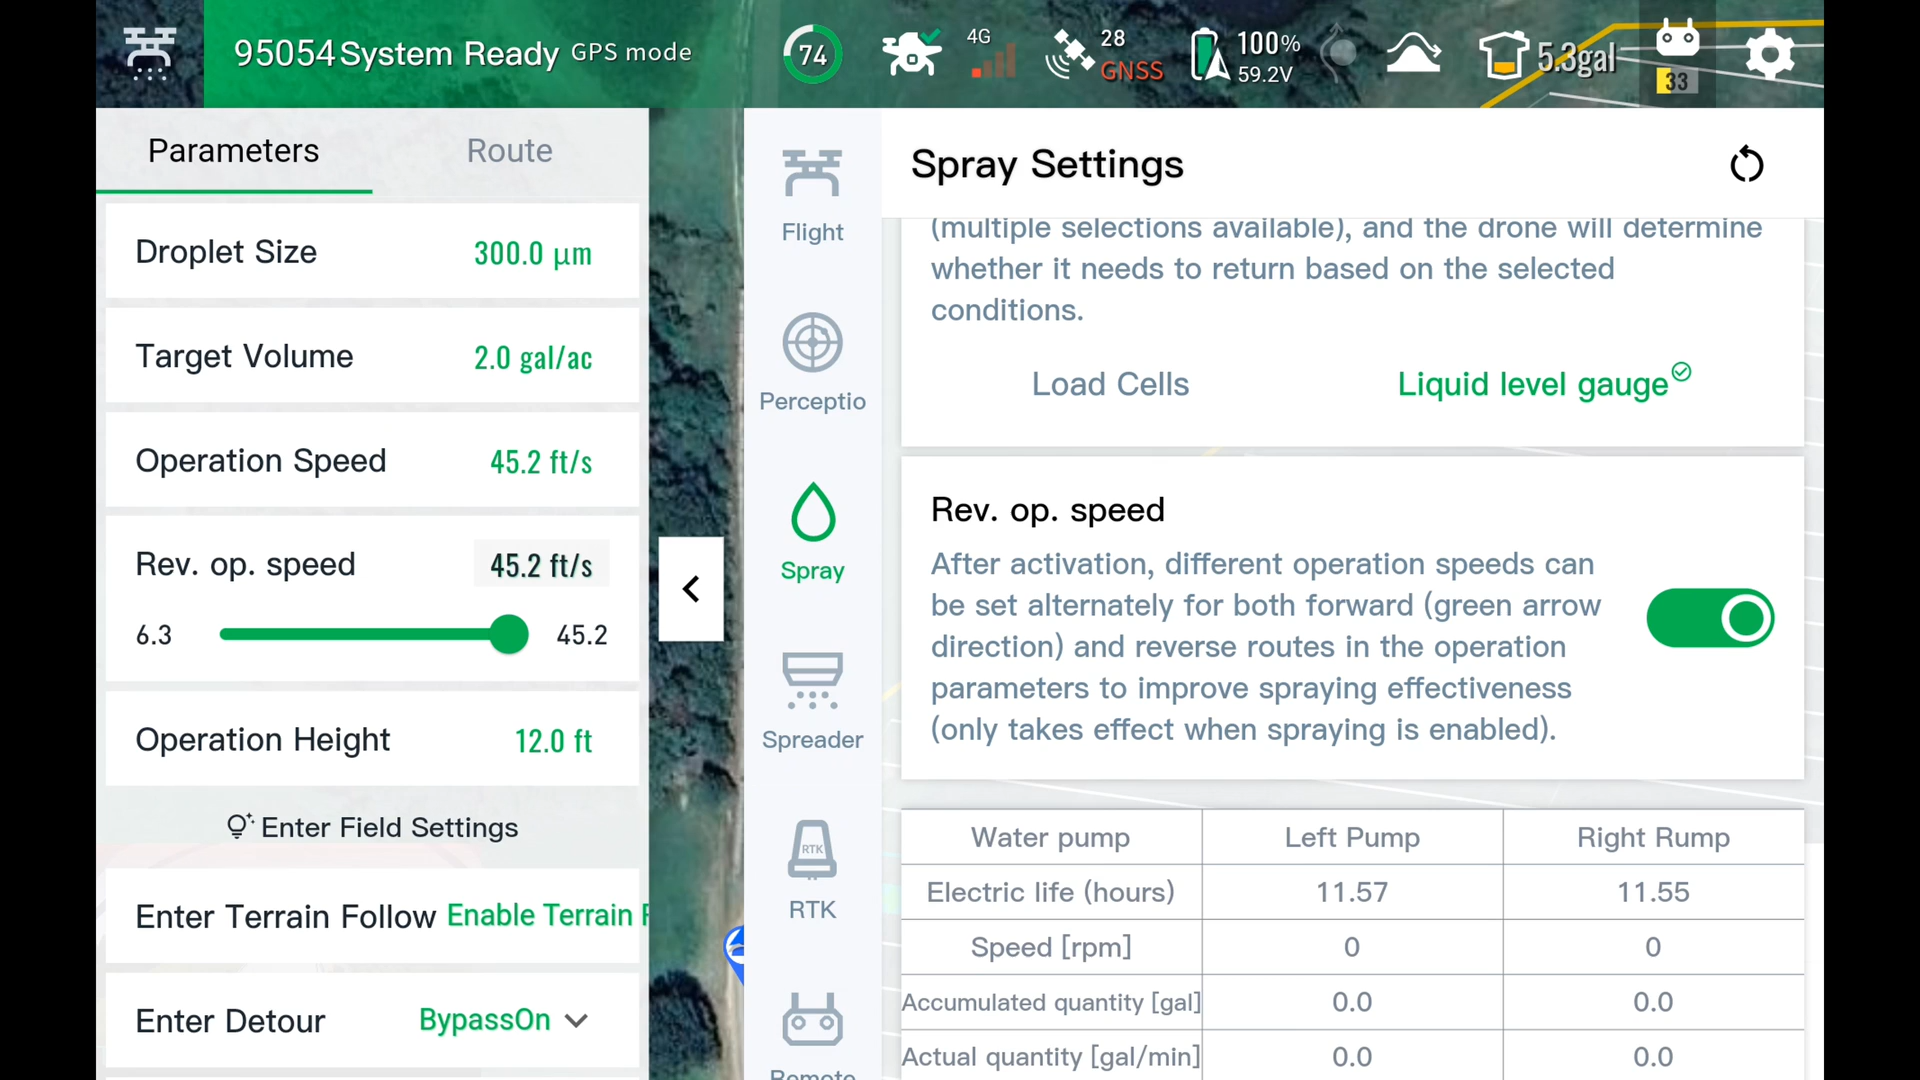 95054 System Ready GPS mode
74
4G
28
GNSS
100%
59.2V
5.3gal
33
Parameters
Route
Droplet Size 300.0 μm
Target Volume 2.0 gal/ac
Operation Speed 45.2 ft/s
Rev. op. speed 45.2 ft/s
6.3 45.2
Operation Height 12.0 ft
Enter Field Settings
Enter Terrain Follow Enable Terrain F
Enter Detour BypassOn
Flight
Perceptio
Spray
Spreader
RTK
RTK
Remote
Spray Settings
(multiple selections available), and the drone will determine
whether it needs to return based on the selected
conditions.
Load Cells Liquid level gauge
Rev. op. speed
After activation, different operation speeds can
be set alternately for both forward (green arrow
direction) and reverse routes in the operation
parameters to improve spraying effectiveness
(only takes effect when spraying is enabled).
Water pump Left Pump Right Rump
Electric life (hours) 11.57 11.55
Speed [rpm] 0 0
Accumulated quantity [gal] 0.0 0.0
Actual quantity [gal/min] 0.0 0.0